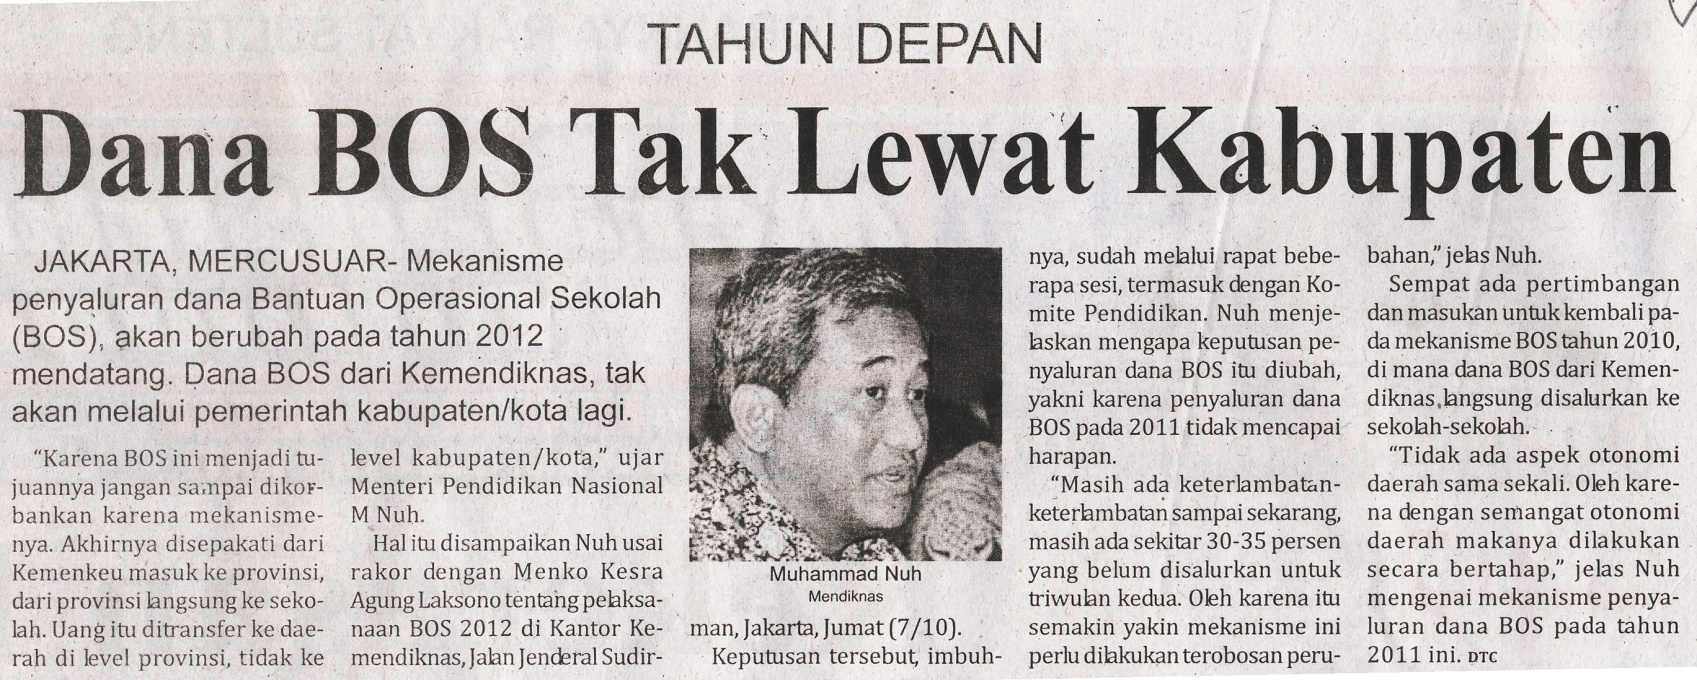 TAHUN DEPAN
Dana BOS Tak Lewat Kabupaten
JAKARTA, MERCUSUAR- Mekanisme
penyaluran dana Bantuan Operasional Sekolah
(BOS), akan berubah pada tahun 2012
mendatang. Dana BOS dari Kemendiknas, tak
akan melalui pemerintah kabupaten/kota lagi.
“Karena BOS ini menjadi tu-
juannya jangan sampai dikor-
bankan karena mekanisme-
nya. Akhirnya disepakati dari
Kemenkeu masuk ke provinsi,
dari provinsi langsung ke seko-
lah. Uang itu ditransfer ke dae-
rah di level provinsi, tidak ke
level kabupaten/kota,” ujar
Menteri Pendidikan Nasional
M Nuh.
Hal itu disampaikan Nuh usai
rakor dengan Menko Kesra
Agung Laksono tentang pelaksa-
naan BOS 2012 di Kantor Ke-
mendiknas, Jalan Jenderal Sudir-
Muhammad Nuh
Mendiknas
man, Jakarta, Jumat (7/10).
Keputusan tersebut, imbuh-
nya, sudah melalui rapat bebe-
rapa sesi, termasuk dengan Ko-
mite Pendidikan. Nuh menje-
laskan mengapa keputusan pe-
nyaluran dana BOS itu diubah,
yakni karena penyaluran dana
BOS pada 2011 tidak mencapai
harapan.
“Masih ada keterlambatan-
keterlambatan sampai sekarang,
masih ada sekitar 30-35 persen
yang belum disalurkan untuk
triwulan kedua. Oleh karena itu
semakin yakin mekanisme ini
perlu dilakukan terobosan peru-
bahan,” jelas Nuh.
Sempat ada pertimbangan
dan masukan untuk kembali pa-
da mekanisme BOS tahun 2010,
di mana dana BOS dari Kemen-
diknas langsung disalurkan ke
sekolah-sekolah.
“Tidak ada aspek otonomi
daerah sama sekali. Oleh kare-
na dengan semangat otonomi
daerah makanya dilakukan
secara bertahap,” jelas Nuh
mengenai mekanisme penya-
luran dana BOS pada tahun
2011 ini. DTC